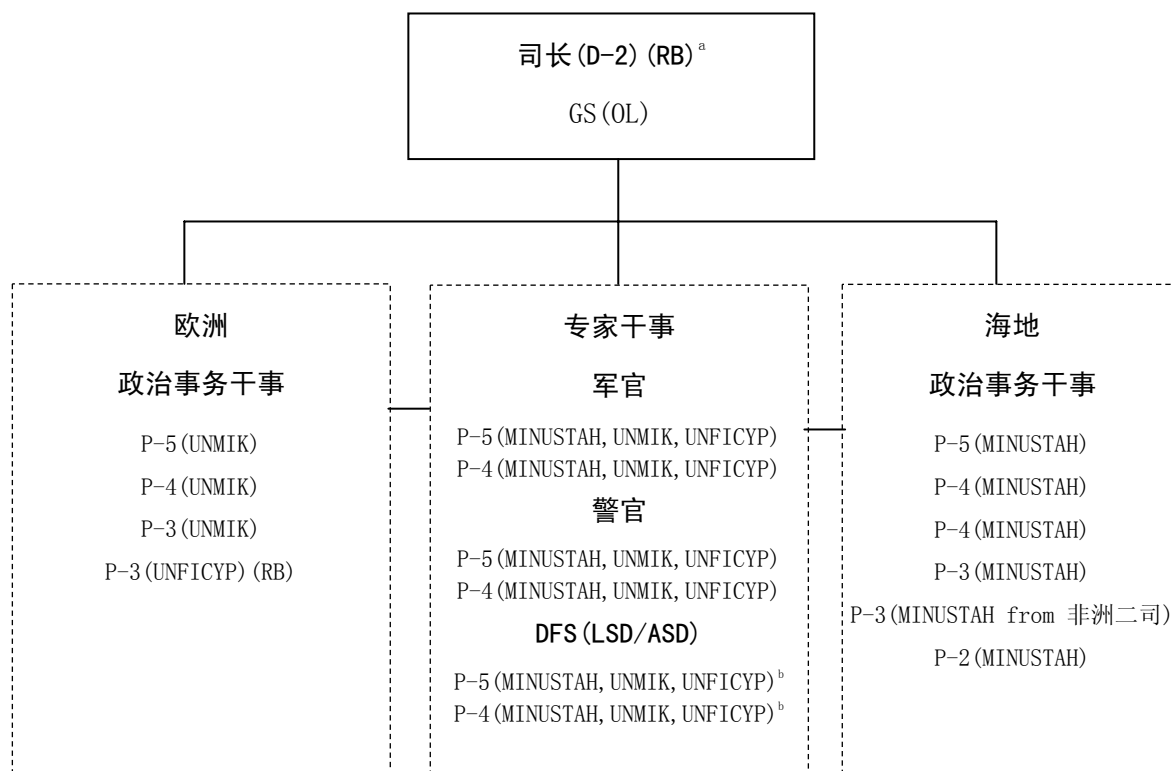 司长(D-2)(RB)ª
GS(OL)
欧洲
政治事务干事
P-5(UNMIK)
P-4(UNMIK)
P-3(UNMIK)
P-3(UNFICYP)(RB)
专家干事
军官
P-5(MINUSTAH,UNMIK,UNFICYP)
P-4(MINUSTAH,UNMIK,UNFICYP)
警官
P-5(MINUSTAH,UNMIK,UNFICYP)
P-4(MINUSTAH,UNMIK,UNFICYP)
DFS(LSD/ASD)
P-5(MINUSTAH,UNMIK,UNFICYP)ᵇ
P-4(MINUSTAH,UNMIK,UNFICYP)ᵇ
海地
政治事务干事
P-5(MINUSTAH)
P-4(MINUSTAH)
P-4(MINUSTAH)
P-3(MINUSTAH)
P-3(MINUSTAH from 非洲二司)
P-2(MINUSTAH)